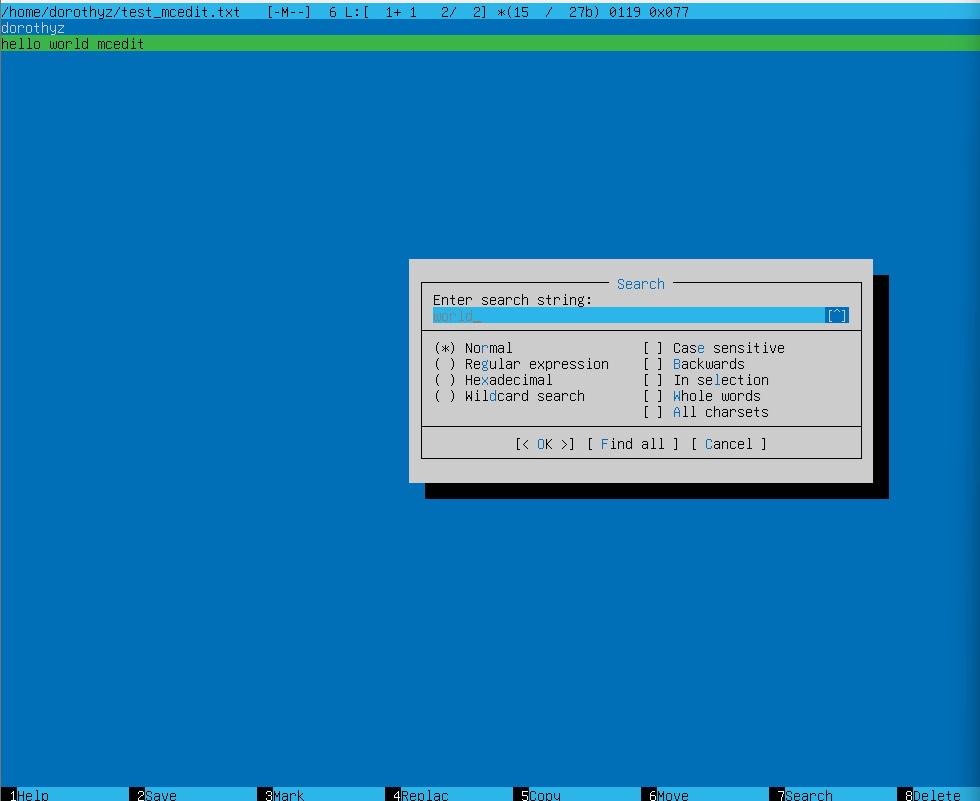 /home/dorothyz/test_mcedit.txt [-M--] 6 L:[ 1+ 1 2/ 2] *(15 / 27b) 0119 0x077
dorothyz
hello world mcedit
Search
Enter search string:
world_ [^]
(*) Normal [ ] Case sensitive
( ) Regular expression [ ] Backwards
( ) Hexadecimal [ ] In selection
( ) Wildcard search [ ] Whole words
[ ] All charsets
[< OK >] [ Find all ] [ Cancel ]
1Help 2Save 3Mark 4Replac 5Copy 6Move 7Search 8Delete